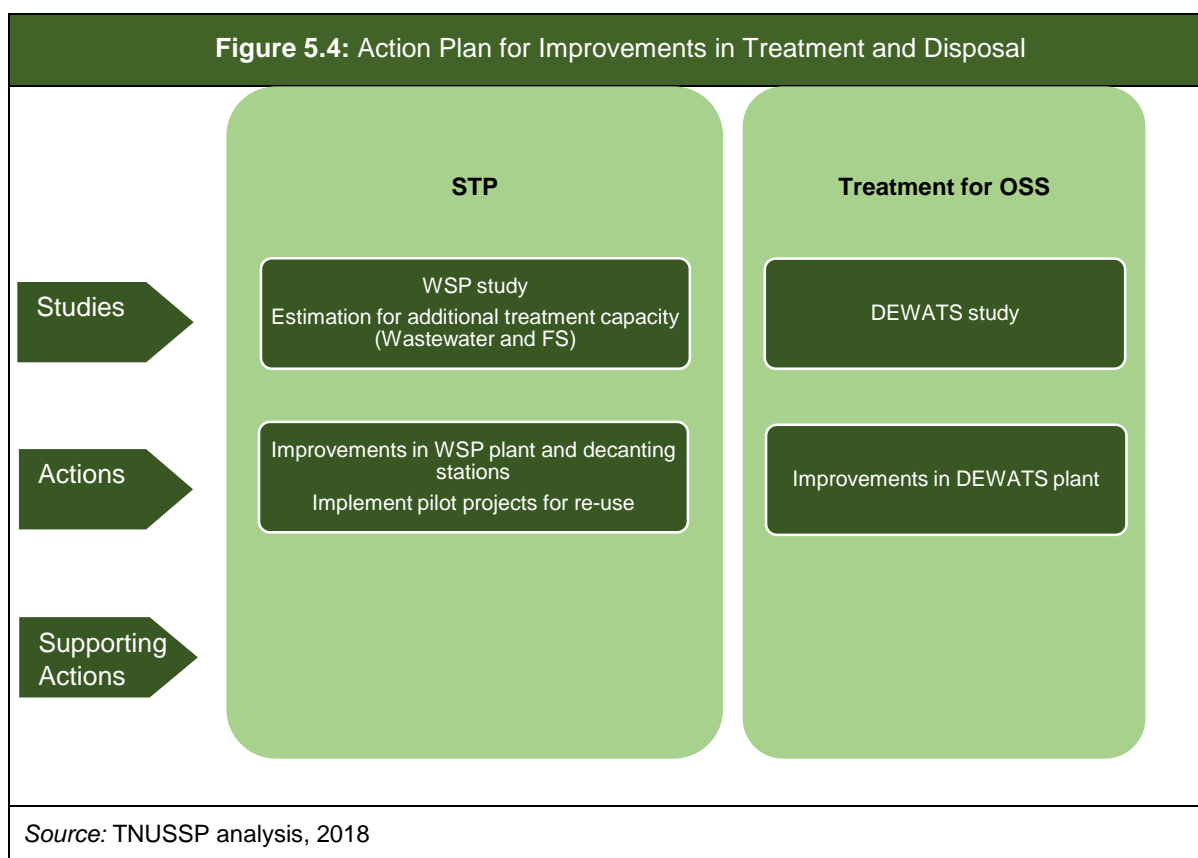 Figure 5.4: Action Plan for Improvements in Treatment and Disposal
STP
Treatment for OSS
Studies
WSP study
Estimation for additional treatment capacity
(Wastewater and FS)
DEWATS study
Actions
Improvements in WSP plant and decanting
stations
Implement pilot projects for re-use
Improvements in DEWATS plant
Supporting
Actions
Source: TNUSSP analysis, 2018